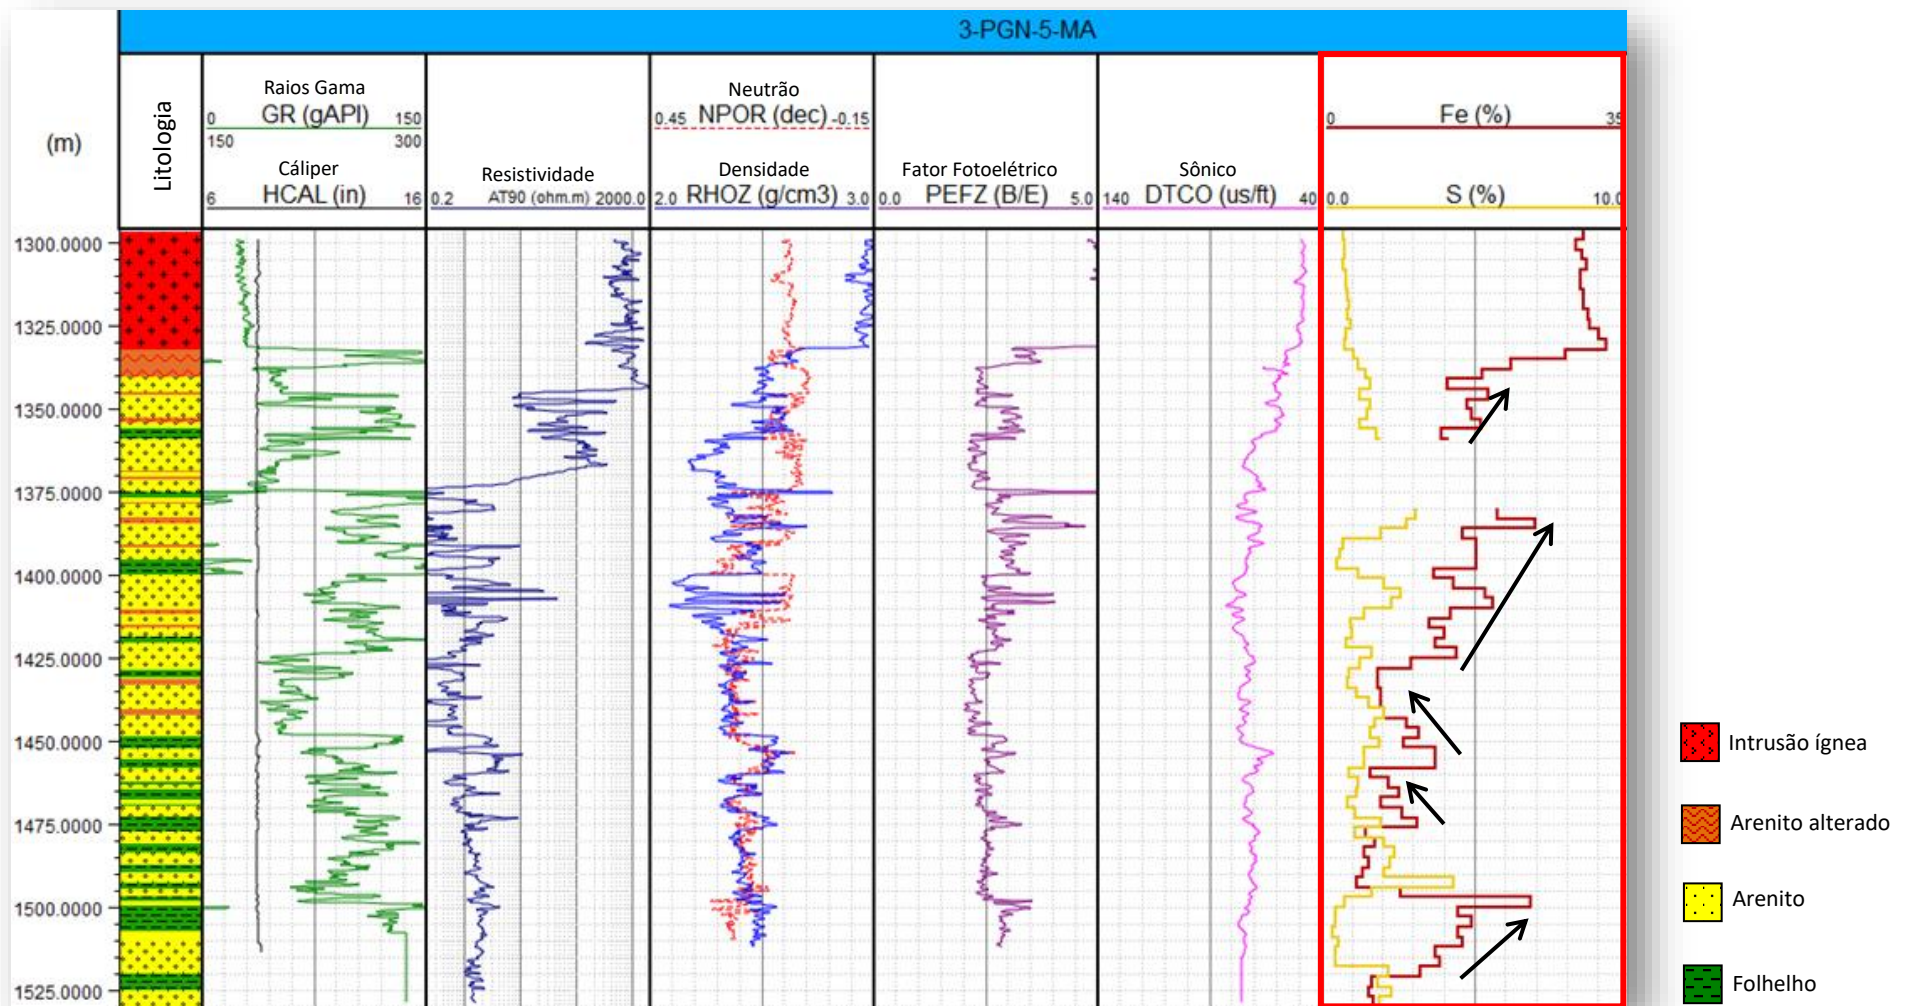 3-PGN-5-MA
(m)
Litologia
Raios Gama
0 GR (gAPI) 150
150 300
Cáliper
6 HCAL (in) 16
Resistividade
0.2 AT90 (ohm.m) 2000.0
Neutrão
0.45 NPOR (dec) -0.15
Densidade
2.0 RHOZ (g/cm3) 3.0
Fator Fotoelétrico
0.0 PEFZ (B/E) 5.0
Sônico
140 DTCO (us/ft) 40
0 Fe (%) 35
0.0 S (%) 10.0
1300.0000
1325.0000
1350.0000
1375.0000
1400.0000
1425.0000
1450.0000
1475.0000
1500.0000
1525.0000
Intrusão ígnea
Arenito alterado
Arenito
Folhelho